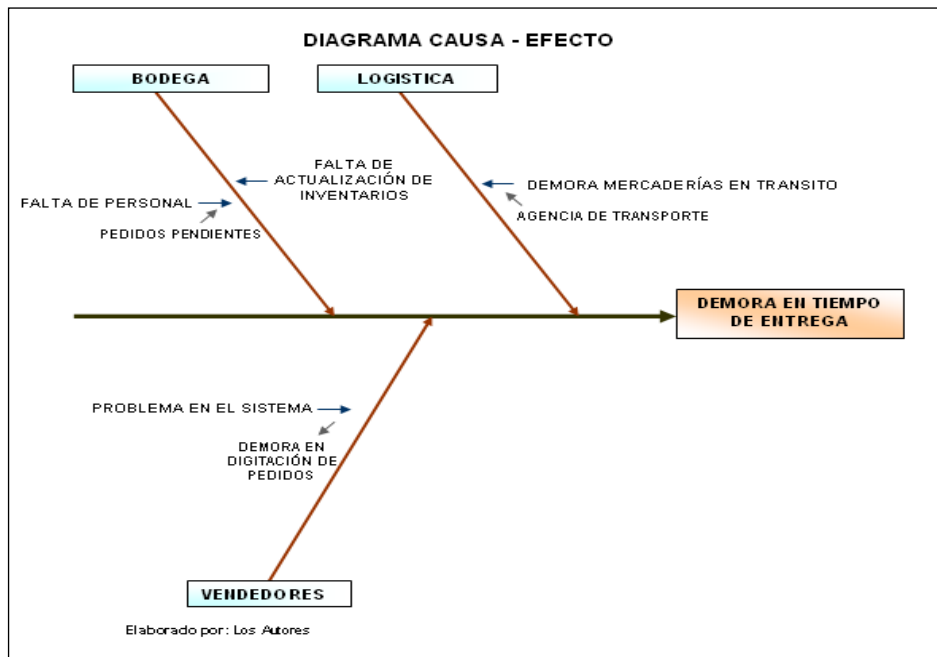 DIAGRAMA CAUSA - EFECTO
BODEGA
LOGISTICA
FALTA DE
ACTUALIZACIÓN DE
INVENTARIOS
FALTA DE PERSONAL
PEDIDOS PENDIENTES
DEMORA MERCADERÍAS EN TRANSITO
AGENCIA DE TRANSPORTE
DEMORA EN TIEMPO
DE ENTREGA
PROBLEMA EN EL SISTEMA
DEMORA EN
DIGITACIÓN DE
PEDIDOS
VENDEDORES
Elaborado por: Los Autores